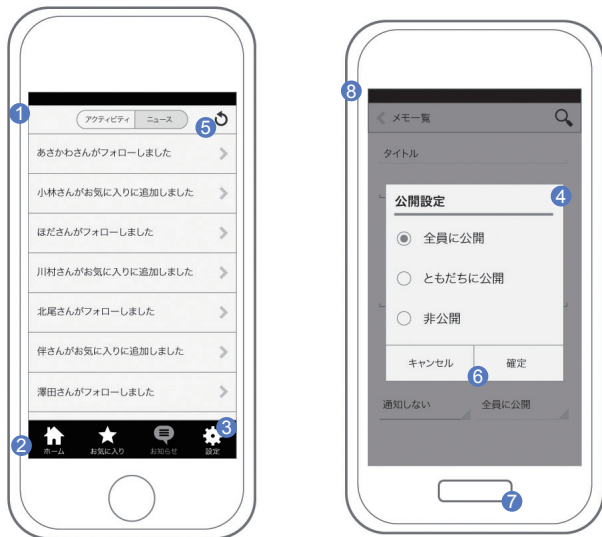 1
アクティビティ ニュース
5
あさかわさんがフォローしました
小林さんがお気に入りに追加しました
ほださんがフォローしました
川村さんがお気に入りに追加しました
北尾さんがフォローしました
伴さんがお気に入りに追加しました
澤田さんがフォローしました
2
3
ホーム お気に入り お知らせ 設定
8
メモ一覧
タイトル
4
公開設定
全員に公開
ともだちに公開
非公開
キャンセル 確定
6
通知しない 全員に公開
7